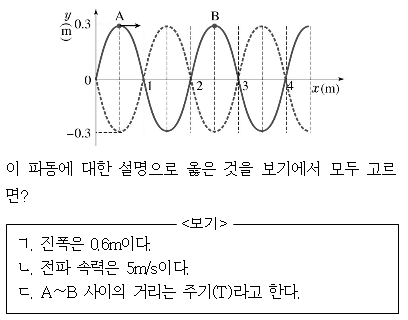 y
(m)
0.3
A
B
0
1
2
3
4
x(m)
−0.3
이 파동에 대한 설명으로 옳은 것을 보기에서 모두 고르
면?
<보기>
ㄱ. 진폭은 0.6m이다.
ㄴ. 전파 속력은 5m/s이다.
ㄷ. A~B 사이의 거리는 주기(T)라고 한다.